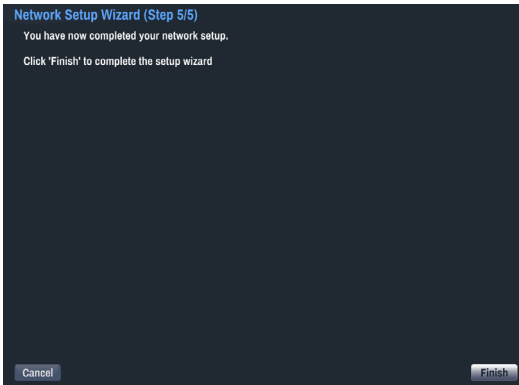 Network Setup Wizard (Step 5/5)
You have now completed your network setup.
Click 'Finish' to complete the setup wizard
Cancel
Finish